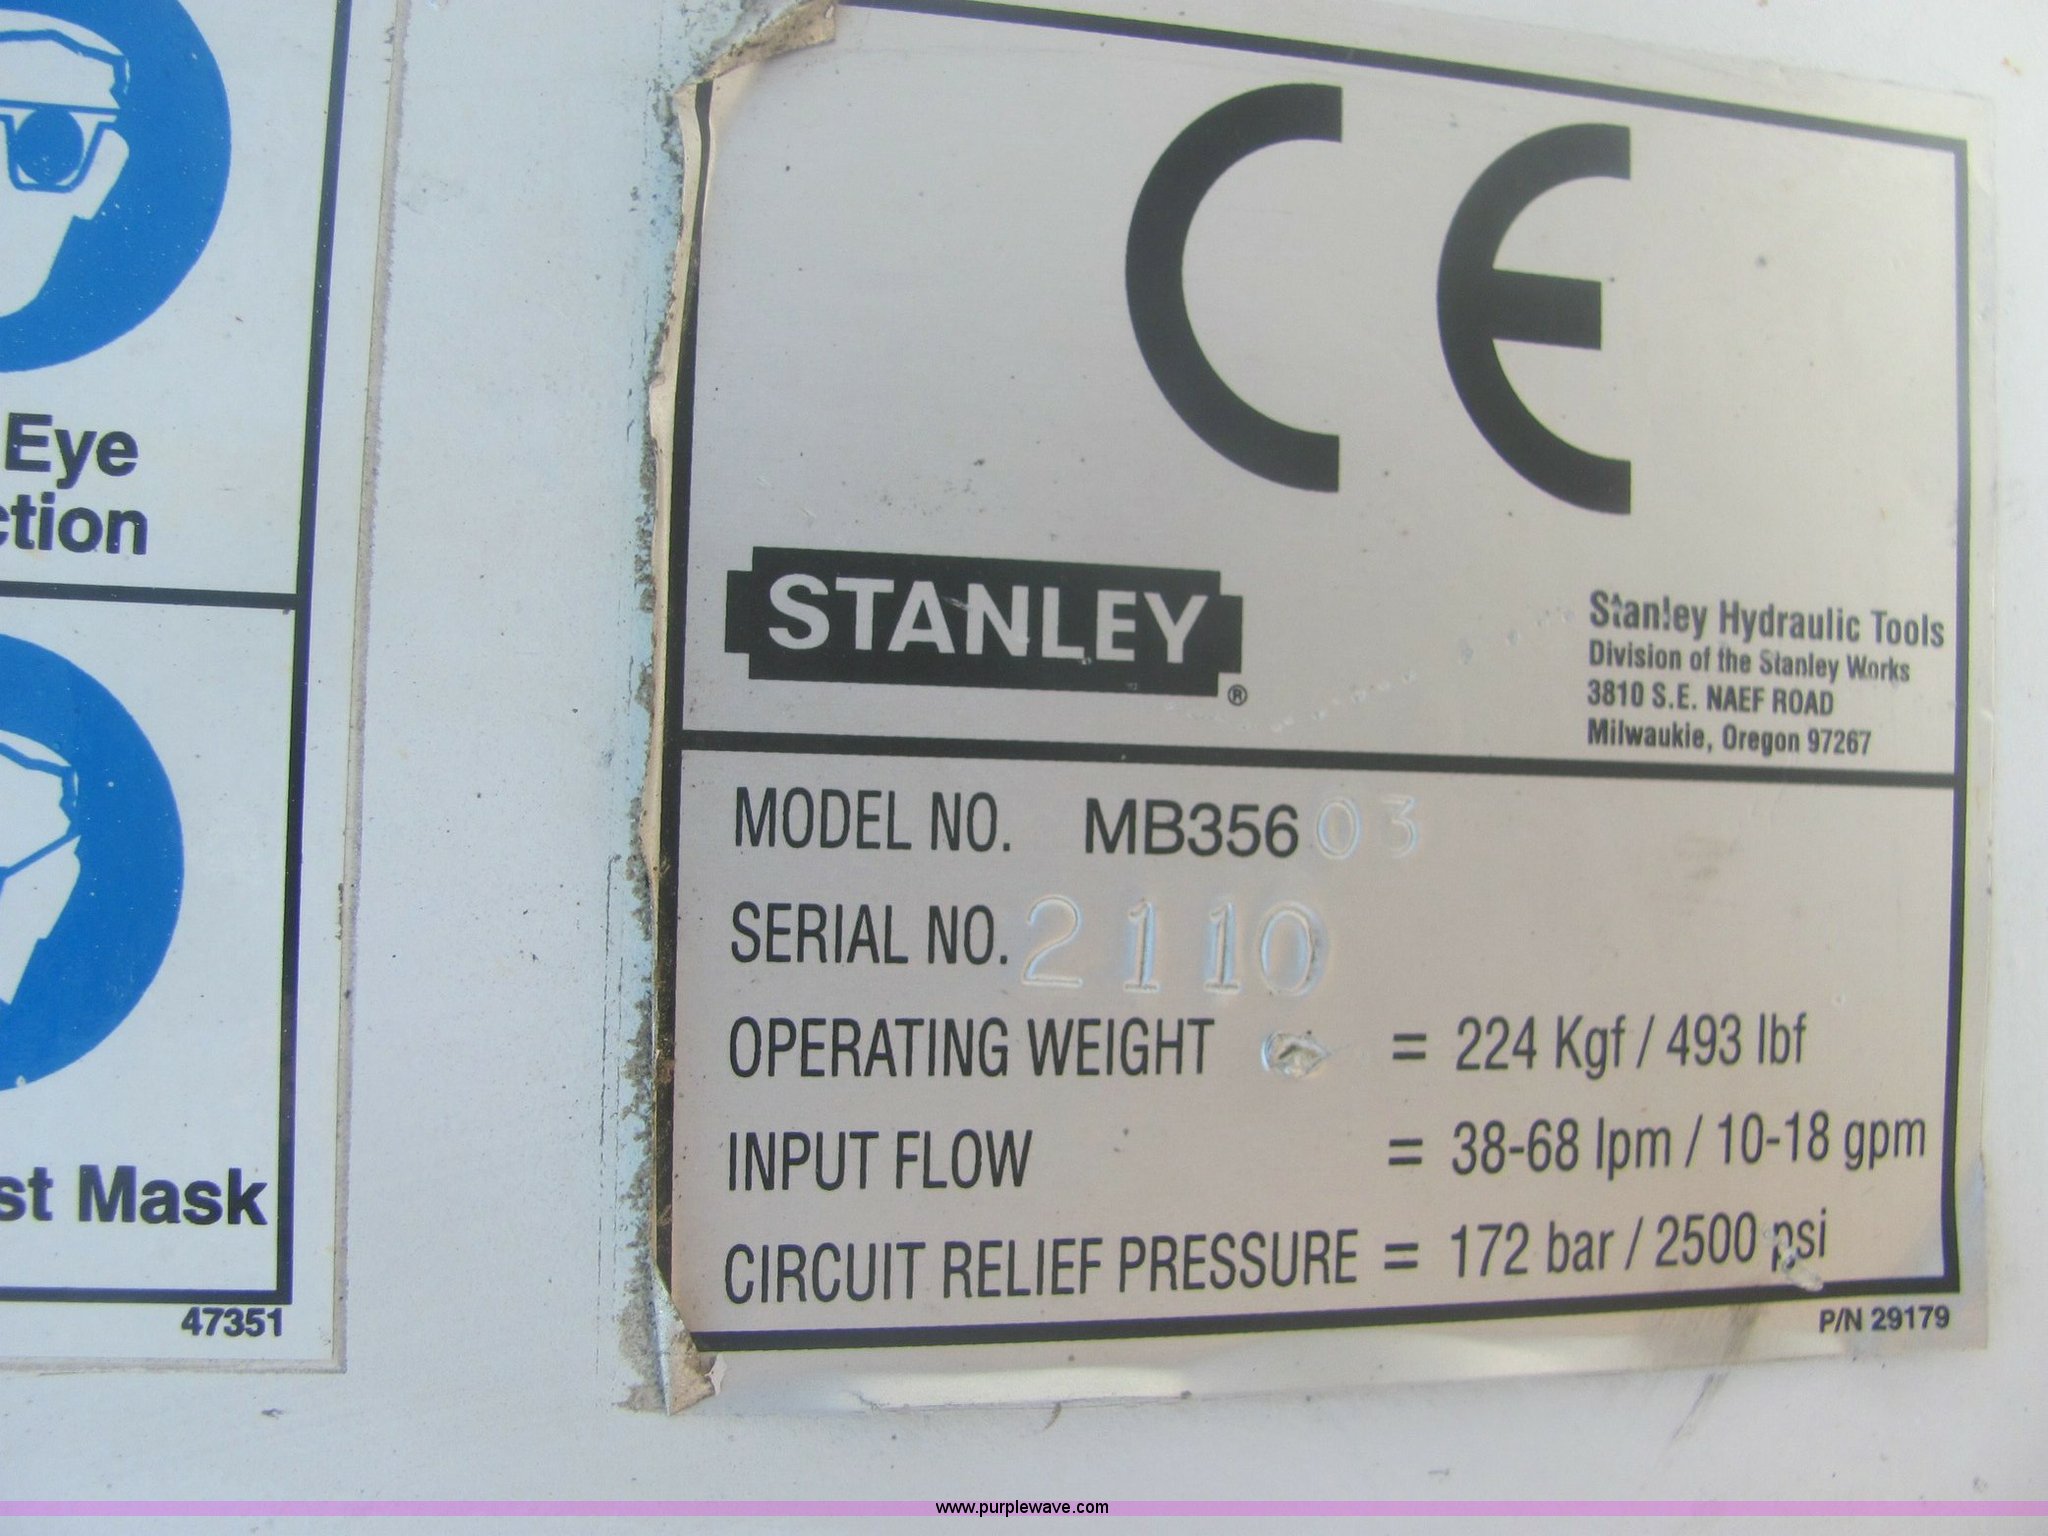 Eye
ction
st Mask
47351
CE
STANLEY®
Stanley Hydraulic Tools
Division of the Stanley Works
3810 S.E. NAEF ROAD
Milwaukie, Oregon 97267
MODEL NO. MB35603
SERIAL NO. 2110
OPERATING WEIGHT = 224 Kgf / 493 lbf
INPUT FLOW = 38-68 lpm / 10-18 gpm
CIRCUIT RELIEF PRESSURE = 172 bar / 2500 psi
P/N 29179
www.purplewave.com